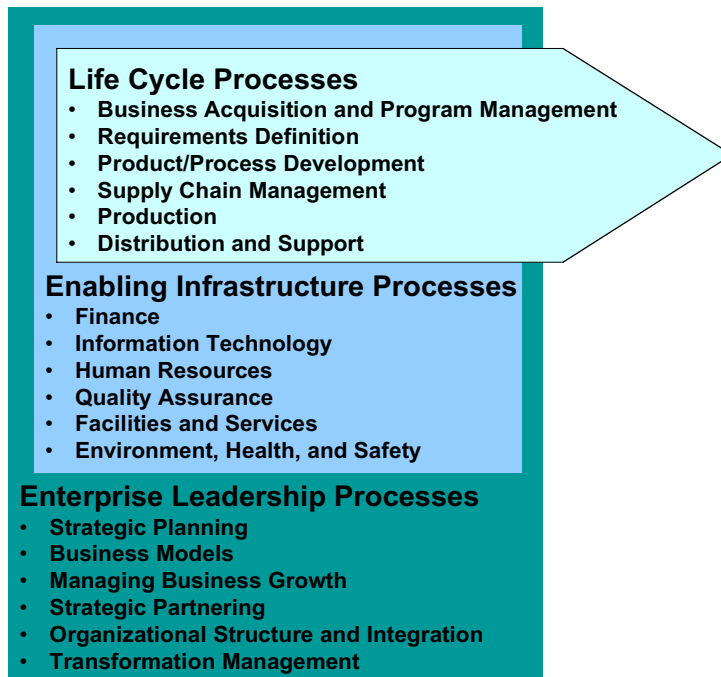 Life Cycle Processes
• Business Acquisition and Program Management
• Requirements Definition
• Product/Process Development
• Supply Chain Management
• Production
• Distribution and Support
Enabling Infrastructure Processes
• Finance
• Information Technology
• Human Resources
• Quality Assurance
• Facilities and Services
• Environment, Health, and Safety
Enterprise Leadership Processes
• Strategic Planning
• Business Models
• Managing Business Growth
• Strategic Partnering
• Organizational Structure and Integration
• Transformation Management